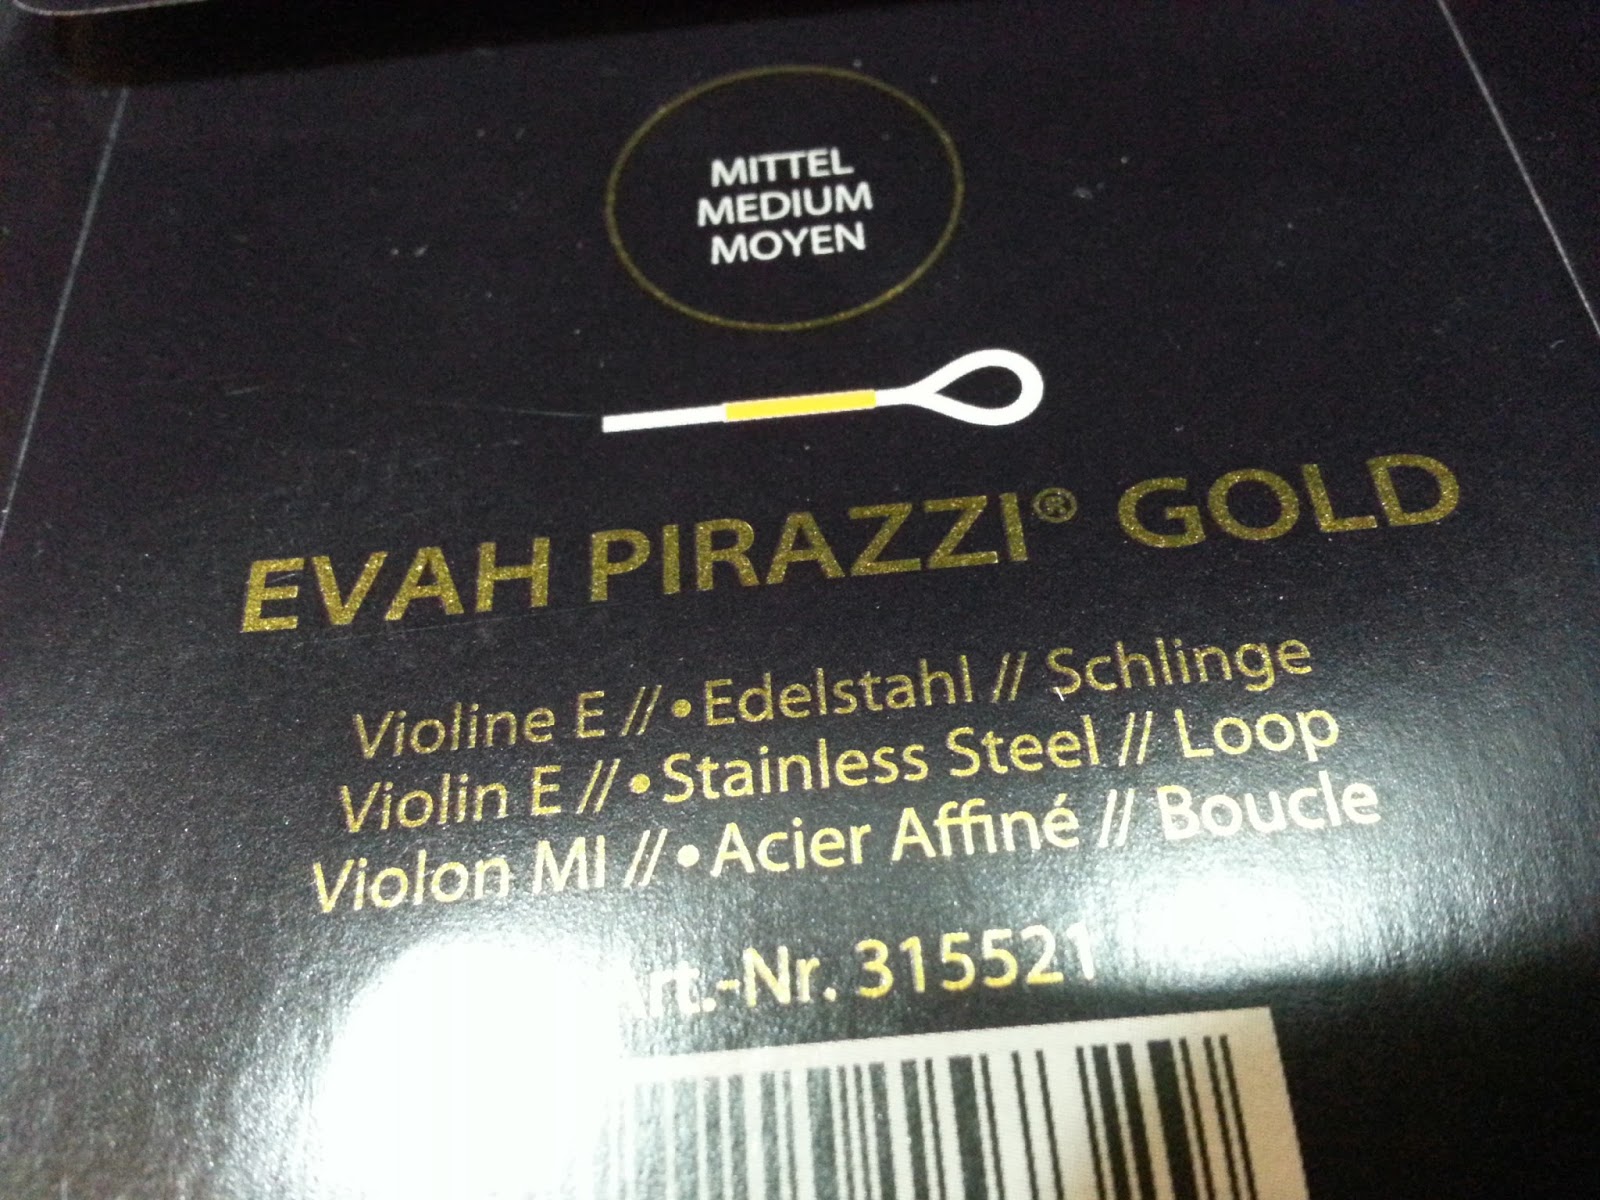 MITTEL
MEDIUM
MOYEN
EVAH PIRAZZI® GOLD
Violine E // • Edelstahl // Schlinge
Violin E // • Stainless Steel // Loop
Violon MI // • Acier Affiné // Boucle
Art.-Nr. 315521